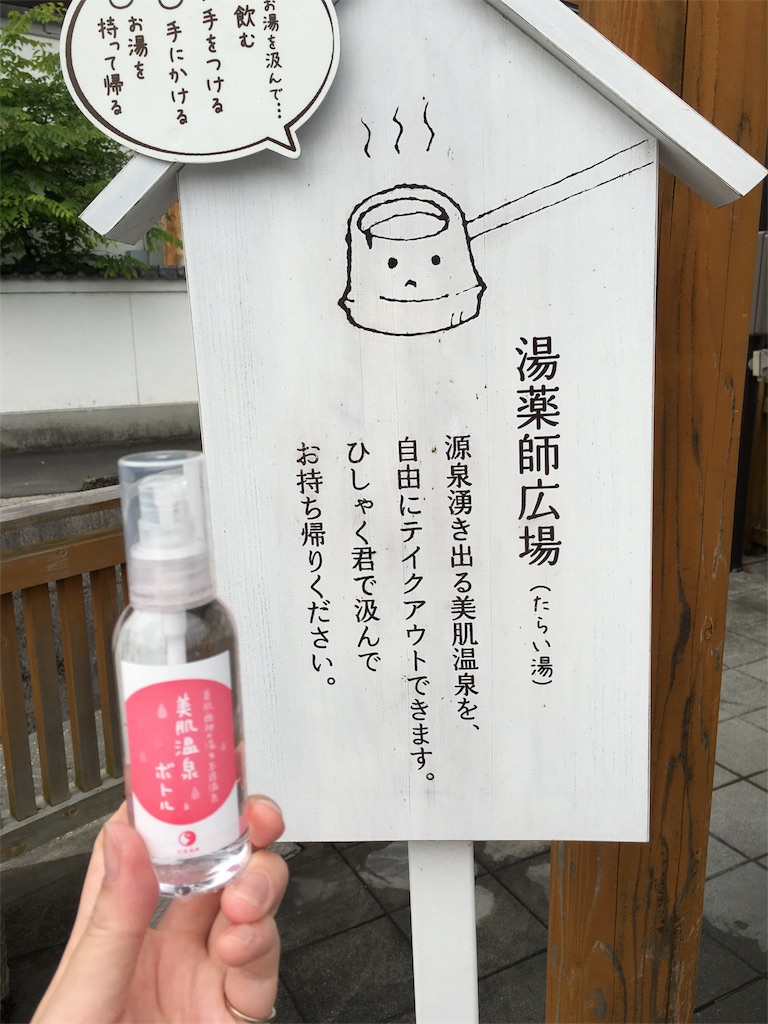 お湯を汲んで…
飲む
手をつける
手にかける
お湯を
持って帰る
湯薬師広場
(たらい湯)
源泉湧き出る美肌温泉を、
自由にテイクアウトできます。
ひしゃく君で汲んで
お持ち帰りください。
美肌温泉
ボトル